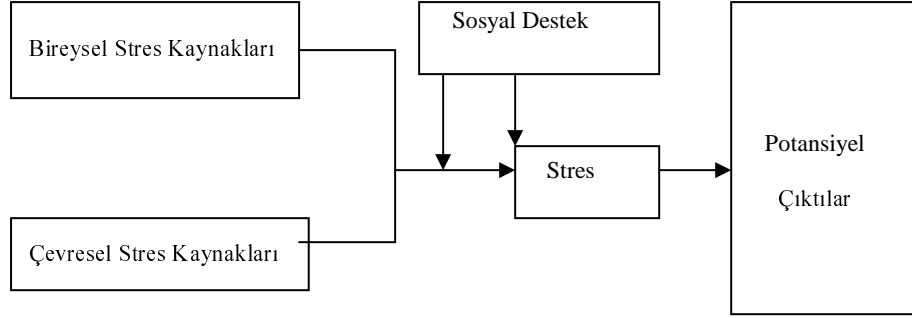 Bireysel Stres Kaynakları
Sosyal Destek
Stres
Potansiyel
Çıktılar
Çevresel Stres Kaynakları